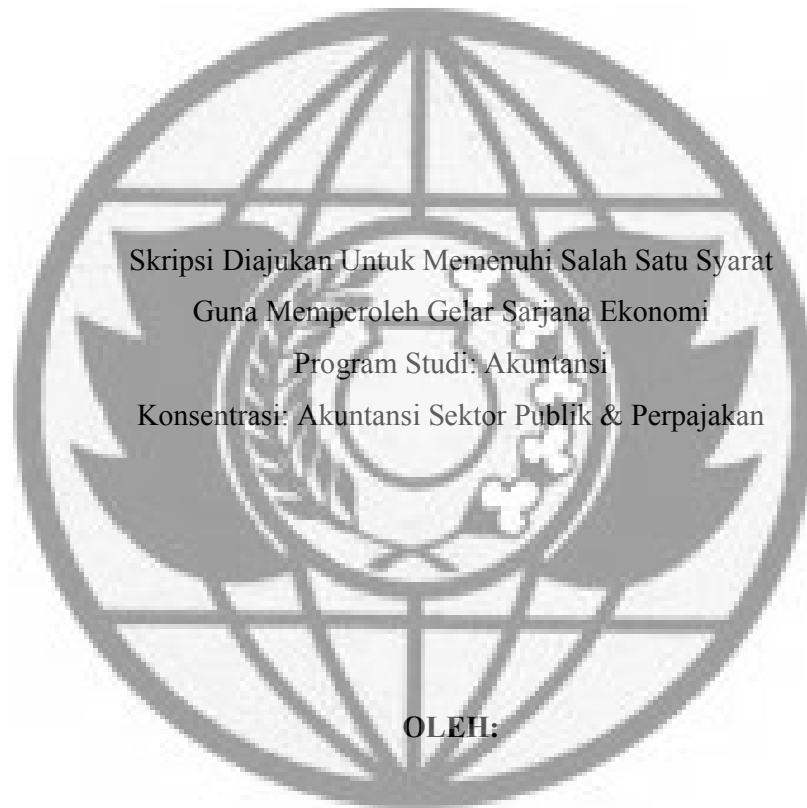 Skripsi Diajukan Untuk Memenuhi Salah Satu Syarat
Guna Memperoleh Gelar Sarjana Ekonomi
Program Studi: Akuntansi
Konsentrasi: Akuntansi Sektor Publik & Perpajakan
OLEH: